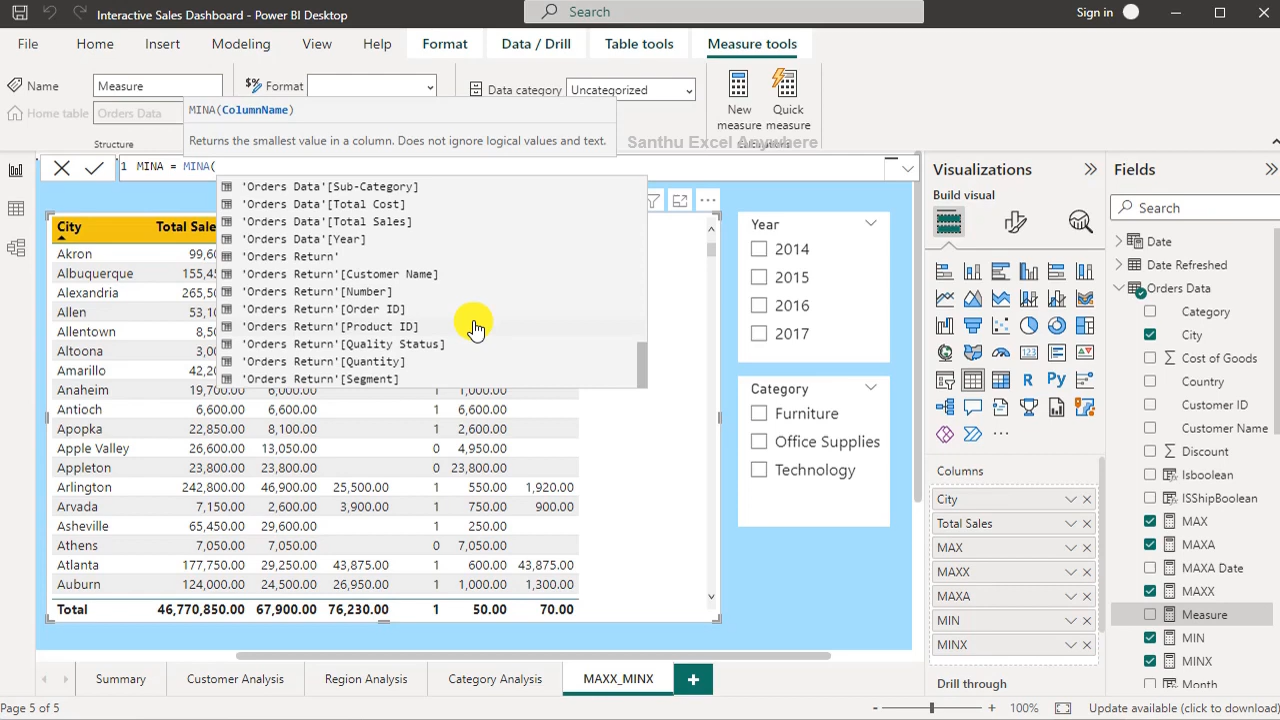 Interactive Sales Dashboard - Power BI Desktop
Search
Sign in
File Home Insert Modeling View Help Format Data / Drill Table tools Measure tools
Name Measure
Format
Data category Uncategorized
New measure
Quick measure
Home table Orders Data
Structure
MINA(ColumnName)
Returns the smallest value in a column. Does not ignore logical values and text.
Santhu Excel Anywhere
1 MINA = MINA(
'Orders Data'[Sub-Category]
'Orders Data'[Total Cost]
'Orders Data'[Total Sales]
'Orders Data'[Year]
'Orders Return'
'Orders Return'[Customer Name]
'Orders Return'[Number]
'Orders Return'[Order ID]
'Orders Return'[Product ID]
'Orders Return'[Quality Status]
'Orders Return'[Quantity]
'Orders Return'[Segment]
City Total
Akron
Albuquerque
Alexandria
Allen
Allentown
Altoona
Amarillo
Anaheim 19,700.00 6,000.00 1 1,000.00
Antioch 6,600.00 6,600.00 1 6,600.00
Apopka 22,850.00 8,100.00 1 2,600.00
Apple Valley 26,600.00 13,050.00 0 4,950.00
Appleton 23,800.00 23,800.00 0 23,800.00
Arlington 242,800.00 46,900.00 25,500.00 1 550.00 1,920.00
Arvada 7,150.00 2,600.00 3,900.00 1 750.00 900.00
Asheville 65,450.00 29,600.00 1 250.00
Athens 7,050.00 7,050.00 0 7,050.00
Atlanta 177,750.00 29,250.00 43,875.00 1 600.00 43,875.00
Auburn 124,000.00 24,500.00 26,950.00 1 1,000.00 1,300.00
Total 46,770,850.00 67,900.00 76,230.00 1 50.00 70.00
Year
2014
2015
2016
2017
Category
Furniture
Office Supplies
Technology
Visualizations
Build visual
Columns
City
Total Sales
MAX
MAXX
MAXA
MIN
MINX
Drill through
Fields
Search
Date
Date Refreshed
Orders Data
Category
City
Cost of Goods
Country
Customer ID
Customer Name
Discount
Isboolean
ISShipBoolean
MAX
MAXA
MAXA Date
MAXX
Measure
MIN
MINX
Month
Summary Customer Analysis Region Analysis Category Analysis MAXX_MINX
Page 5 of 5
100%
Update available (click to download)